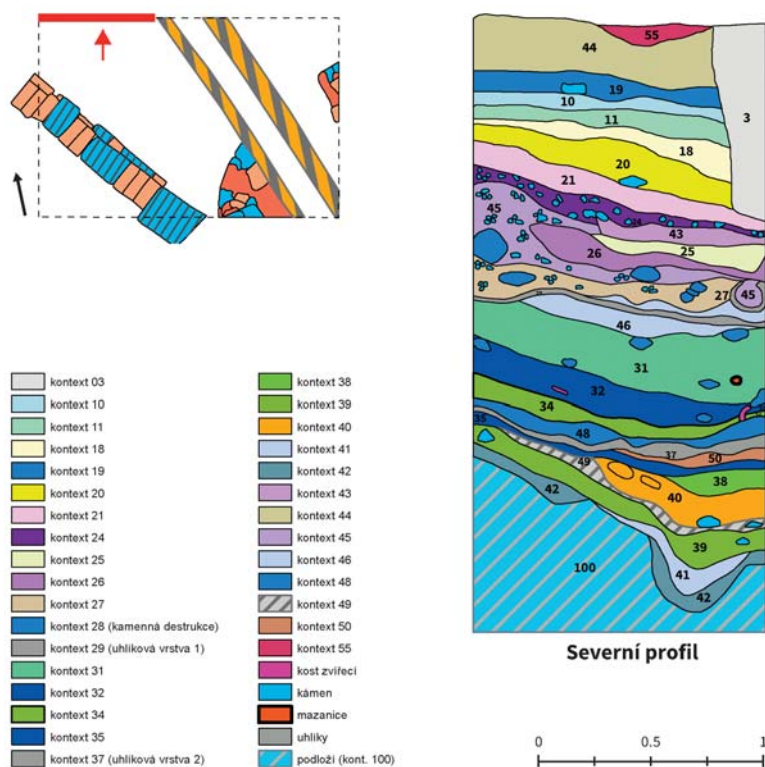 55
44
19
10
11
3
18
20
21
24
45
43
25
26
27
45
46
31
32
34
35
48
37
50
49
38
40
42
39
100
41
42
Severní profil
kontext 03
kontext 10
kontext 11
kontext 18
kontext 19
kontext 20
kontext 21
kontext 24
kontext 25
kontext 26
kontext 27
kontext 28 (kamenná destrukce)
kontext 29 (uhlíková vrstva 1)
kontext 31
kontext 32
kontext 34
kontext 35
kontext 37 (uhlíková vrstva 2)
kontext 38
kontext 39
kontext 40
kontext 41
kontext 42
kontext 43
kontext 44
kontext 45
kontext 46
kontext 48
kontext 49
kontext 50
kontext 55
kost zvířecí
kámen
mazanice
uhlíky
podloží (kont. 100)
0 0.5 1